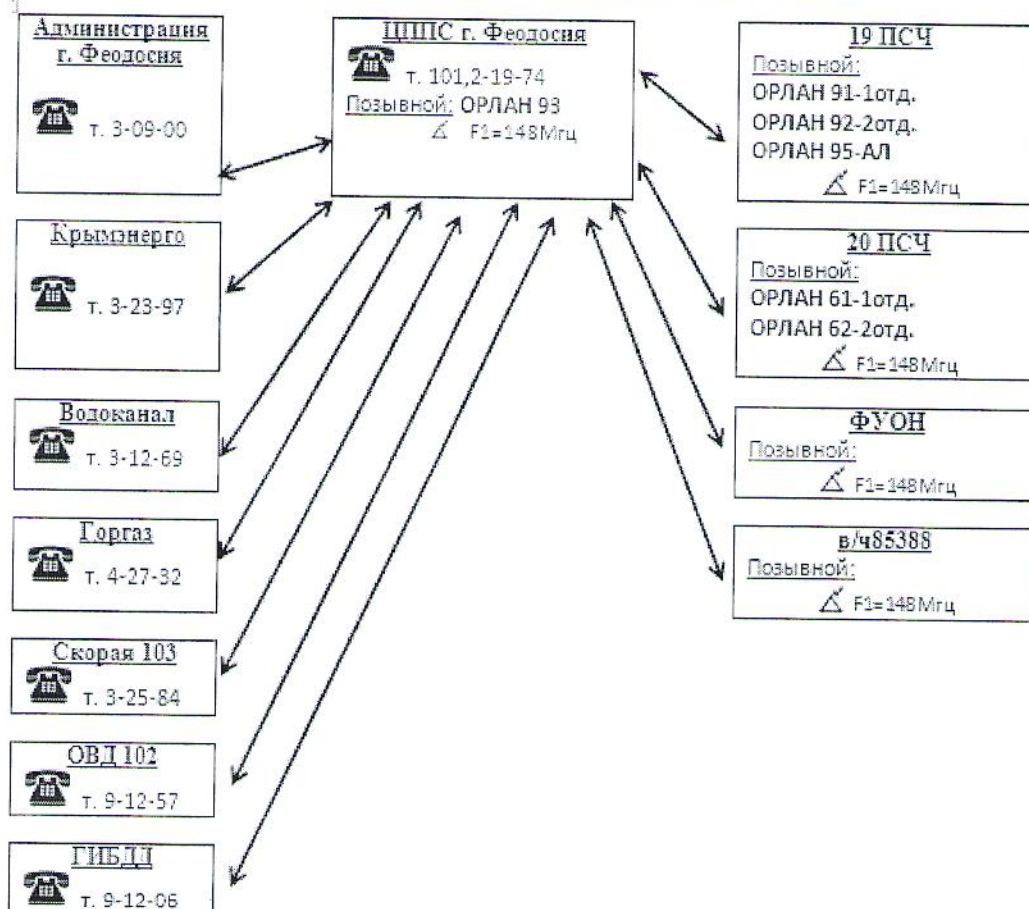 Администрация
г. Феодосия
т. 3-09-00
Крымэнерго
т. 3-23-97
Водоканал
т. 3-12-69
Горгаз
т. 4-27-32
Скорая 103
т. 3-25-84
ОВД 102
т. 9-12-57
ГИБДД
т. 9-12-06
ЦППС г. Феодосия
т. 101,2-19-74
Позывной: ОРЛАН 93
F1=148Мгц
19 ПСЧ
Позывной:
ОРЛАН 91-1отд.
ОРЛАН 92-2отд.
ОРЛАН 95-АЛ
F1=148Мгц
20 ПСЧ
Позывной:
ОРЛАН 61-1отд.
ОРЛАН 62-2отд.
F1=148Мгц
ФУОН
Позывной:
F1=148Мгц
в/ч85388
Позывной:
F1=148Мгц